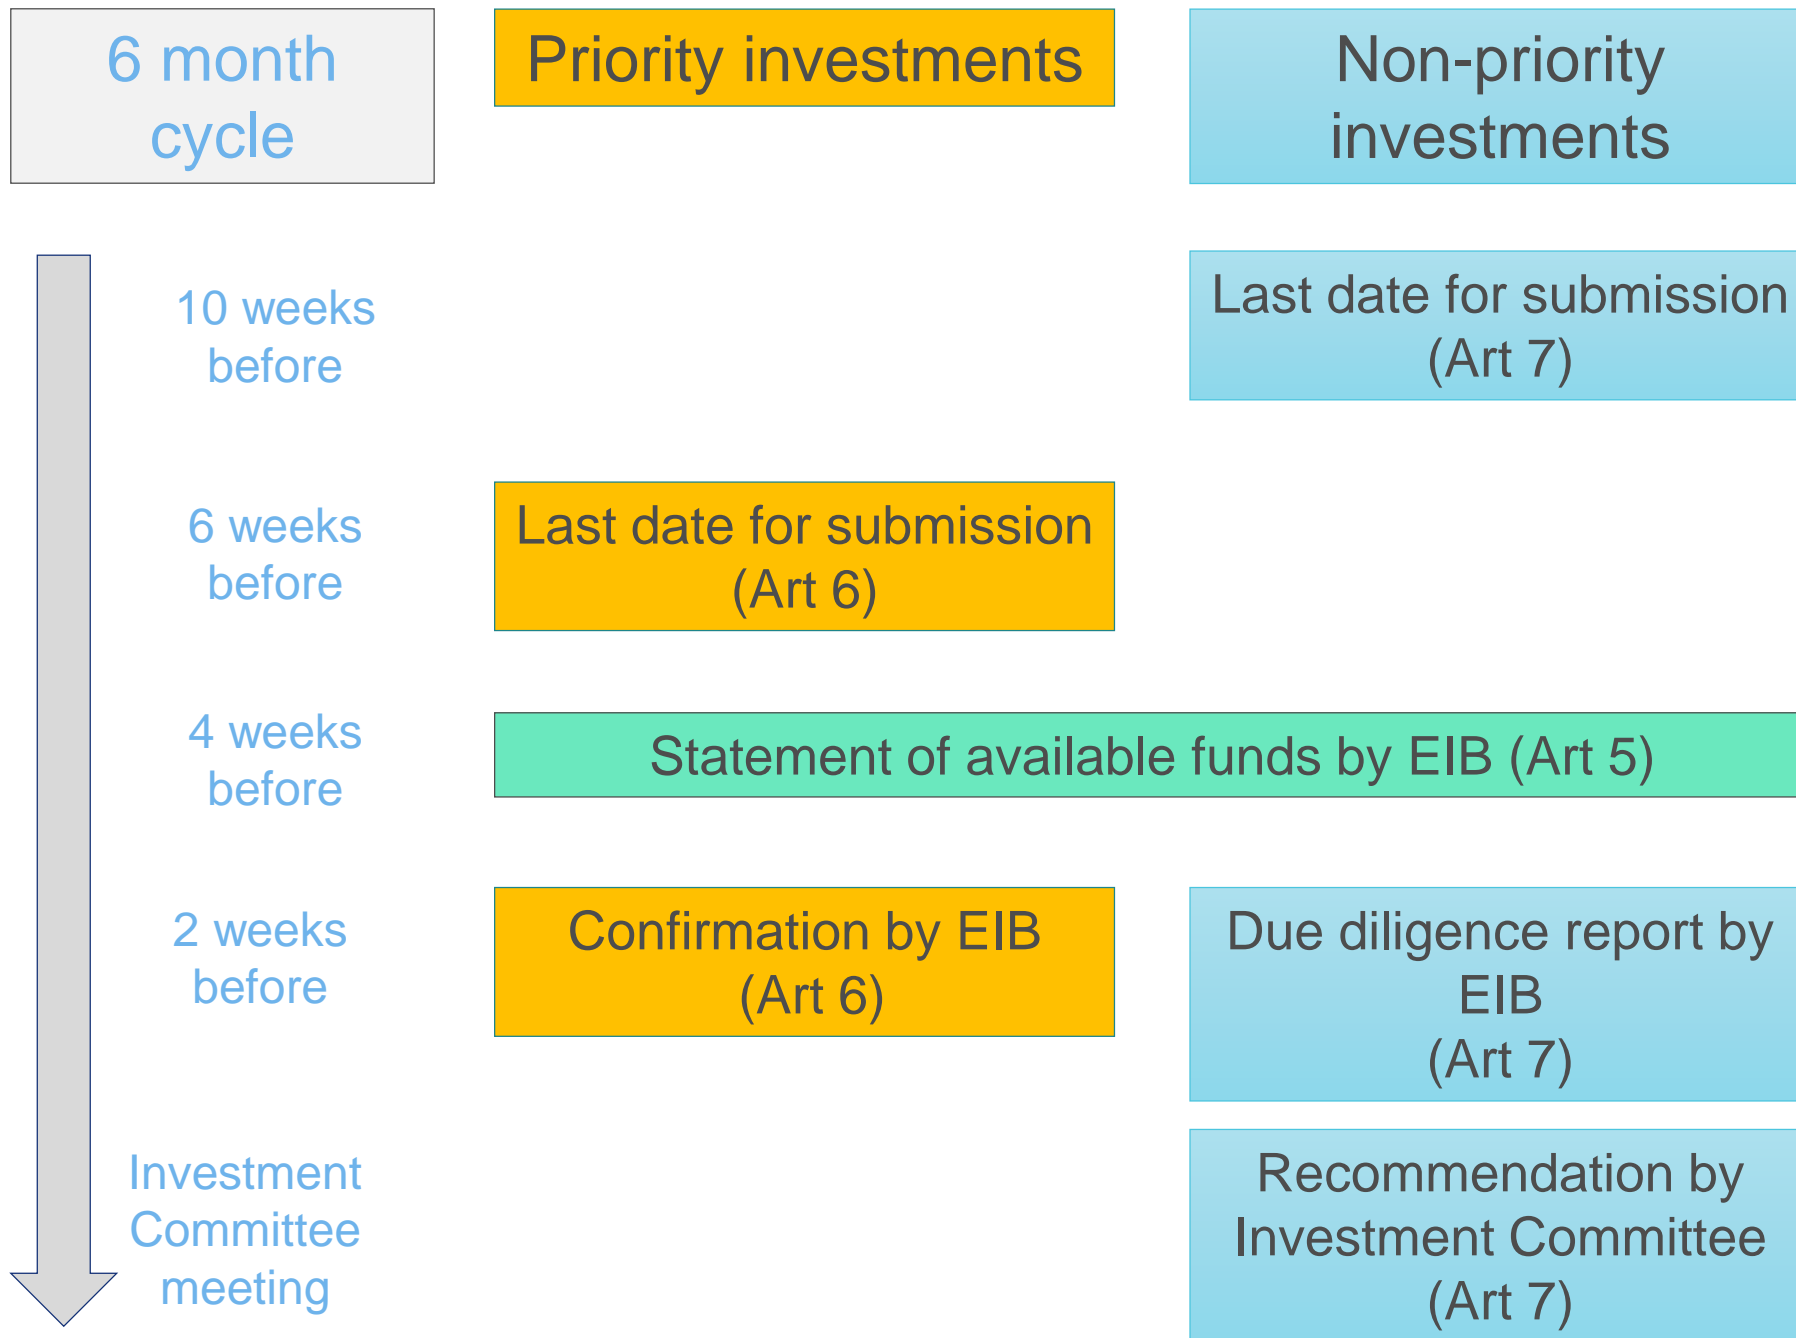 6 month
cycle
Priority investments
Non-priority
investments
10 weeks
before
Last date for submission
(Art 7)
6 weeks
before
Last date for submission
(Art 6)
4 weeks
before
Statement of available funds by EIB (Art 5)
2 weeks
before
Confirmation by EIB
(Art 6)
Due diligence report by
EIB
(Art 7)
Investment
Committee
meeting
Recommendation by
Investment Committee
(Art 7)